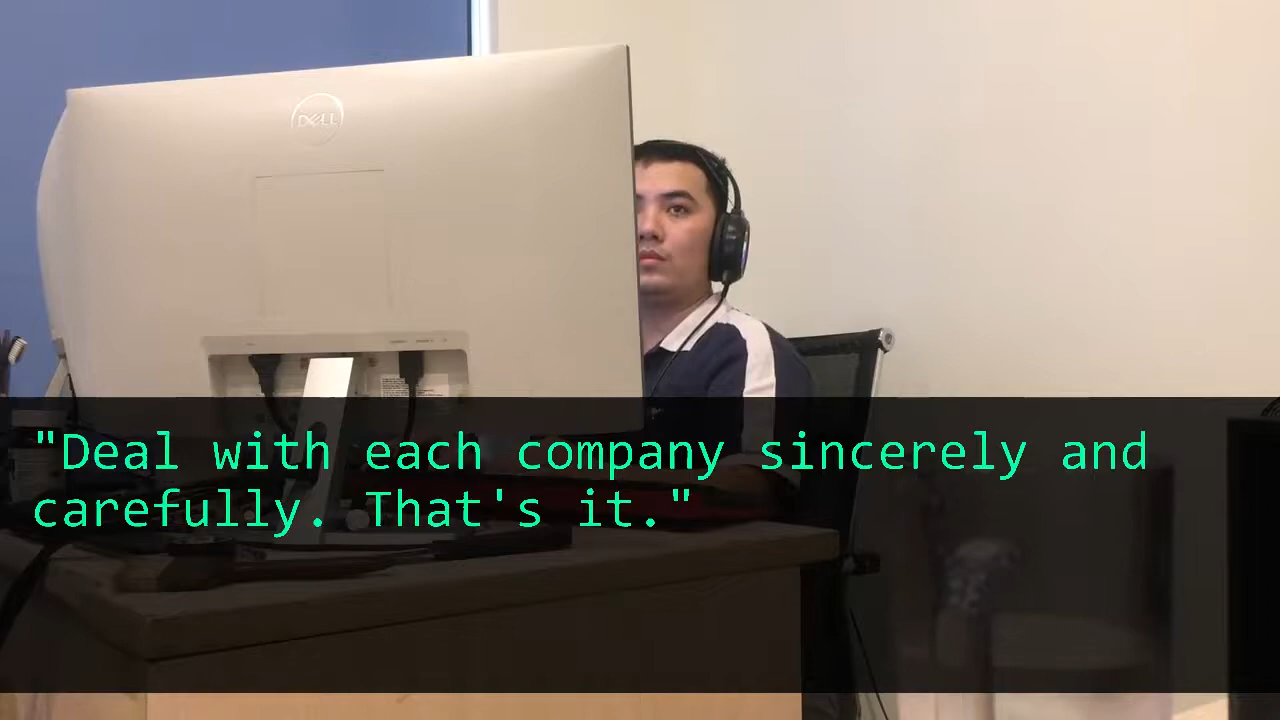 DELL
"Deal with each company sincerely and
carefully. That's it."